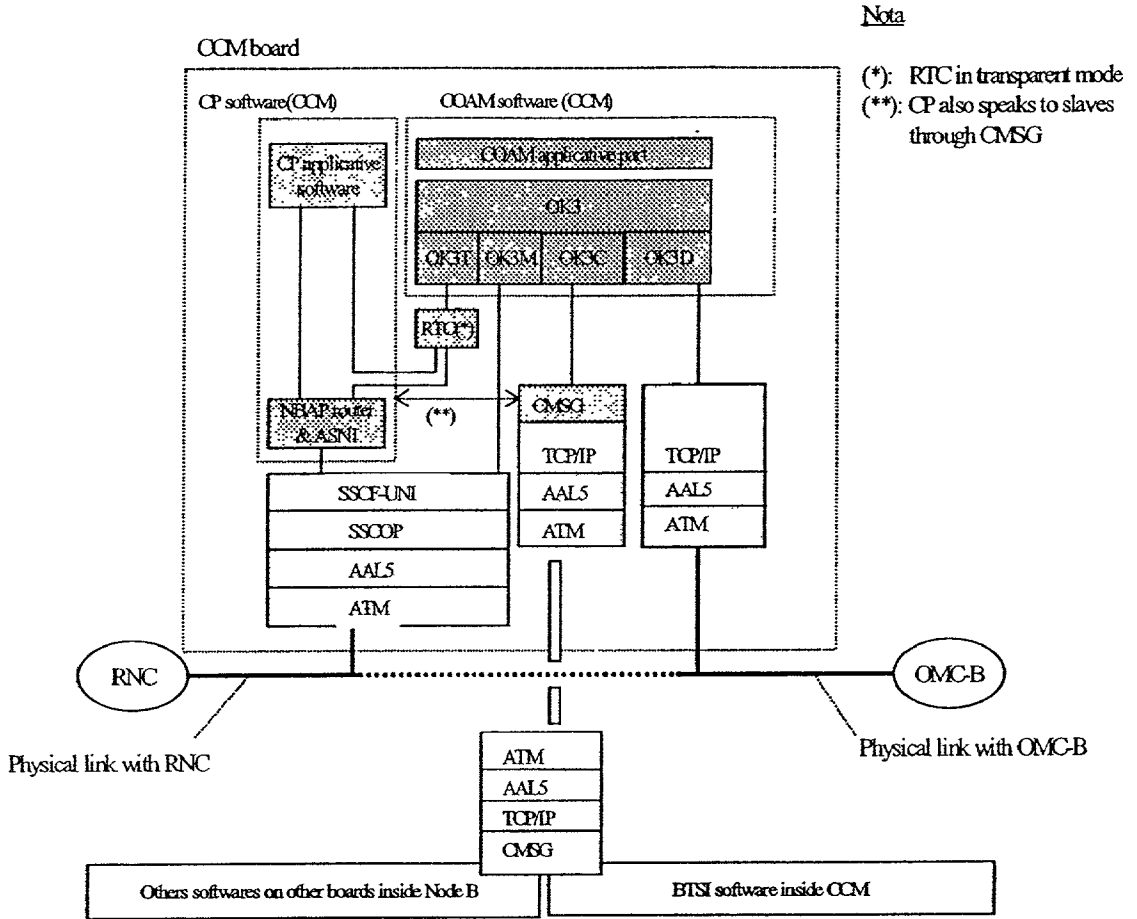 Nota
CCM board
(*): RTC in transparent mode
(**): CP also speaks to slaves
through CMSG
CP software(CCM)
COAM software (CCM)
CP applicative
software
COAM applicative part
OK3
OK3T
OK3M
OK3C
OK3D
RTC(*)
NBAP router
& ASN1
(**)
CMSG
TCP/IP
AAL5
ATM
TCP/IP
AAL5
ATM
SSCF-UNI
SSCOP
AAL5
ATM
RNC
OMC-B
Physical link with RNC
Physical link with OMC-B
ATM
AAL5
TCP/IP
CMSG
Others softwares on other boards inside Node B
BTSI software inside CCM